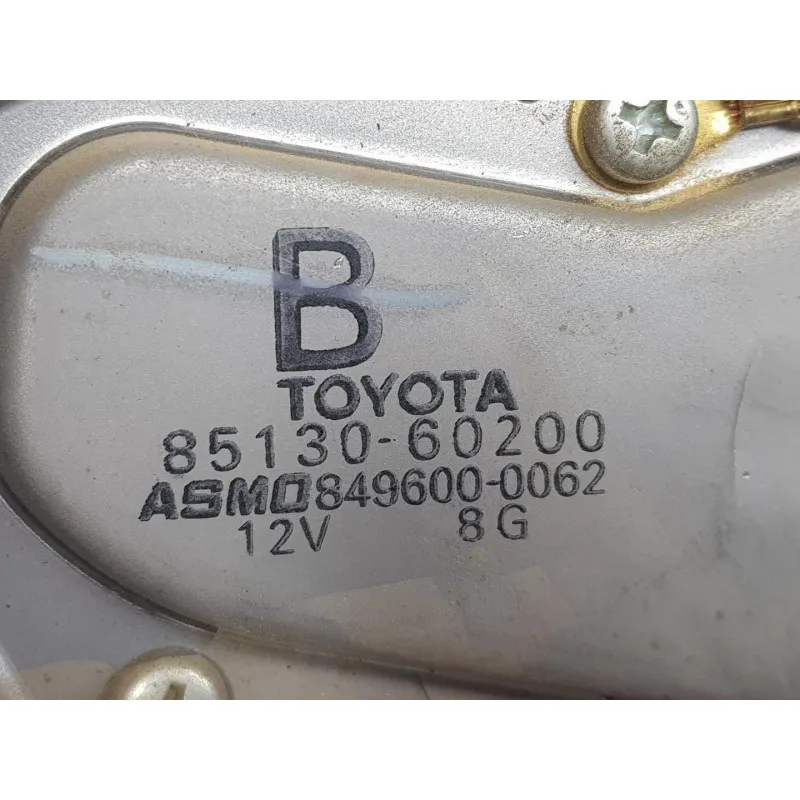 B
TOYOTA
85130-60200
ASMO 849600-0062
12V 8G